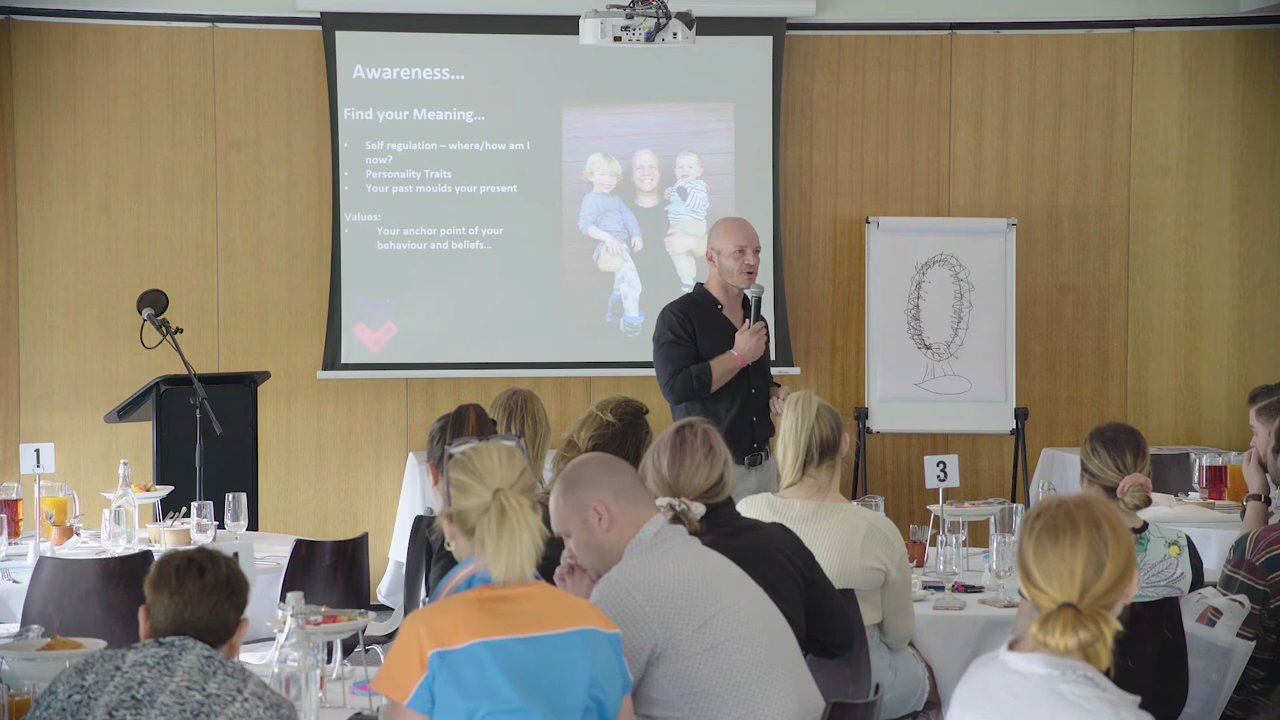 Awareness...
Find your Meaning...
• Self regulation – where/how am I
now?
• Personality Traits
• Your past moulds your present
Values:
• Your anchor point of your
behaviour and beliefs...
1
3